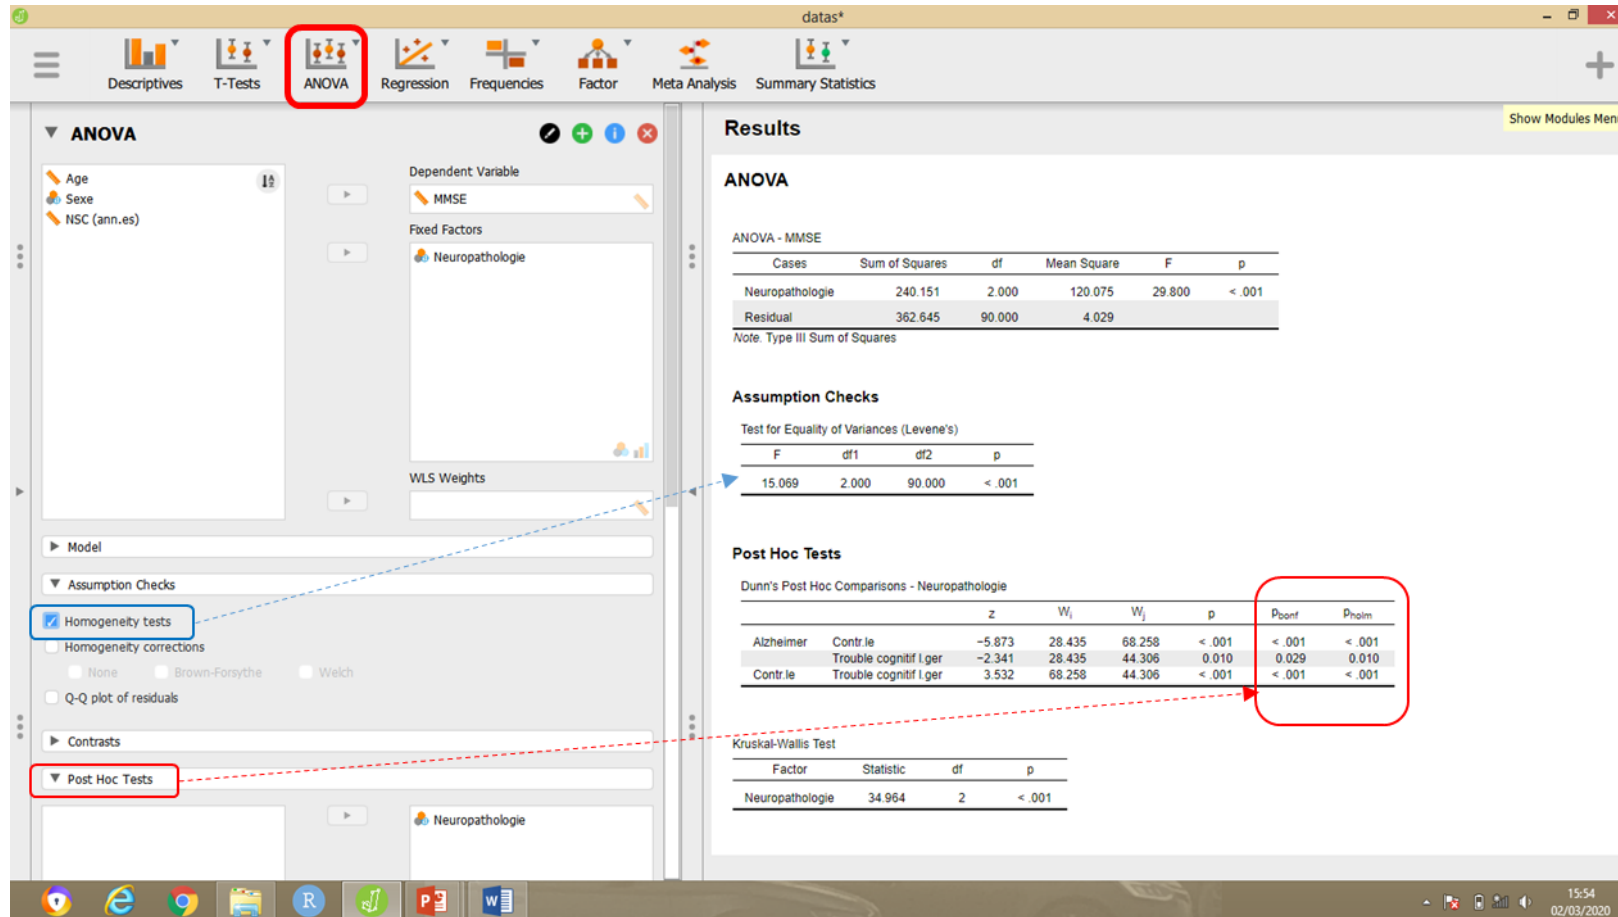 datas*
Descriptives T-Tests ANOVA Regression Frequencies Factor Meta Analysis Summary Statistics
Show Modules Men
ANOVA
Age
Sexe
NSC (ann.es)
Dependent Variable
MMSE
Fixed Factors
Neuropathologie
WLS Weights
Model
Assumption Checks
Homogeneity tests
Homogeneity corrections
None Brown-Forsythe Welch
Q-Q plot of residuals
Contrasts
Post Hoc Tests
Neuropathologie
Results
ANOVA
ANOVA - MMSE
Cases Sum of Squares df Mean Square F p
Neuropathologie 240.151 2.000 120.075 29.800 < .001
Residual 362.645 90.000 4.029
Note. Type III Sum of Squares
Assumption Checks
Test for Equality of Variances (Levene's)
F df1 df2 p
15.069 2.000 90.000 < .001
Post Hoc Tests
Dunn's Post Hoc Comparisons - Neuropathologie
z Wi Wj p pbonf pholm
Alzheimer Contr.le −5.873 28.435 68.258 < .001 < .001 < .001
Trouble cognitif l.ger −2.341 28.435 44.306 0.010 0.029 0.010
Contr.le Trouble cognitif l.ger 3.532 68.258 44.306 < .001 < .001 < .001
Kruskal-Wallis Test
Factor Statistic df p
Neuropathologie 34.964 2 < .001
15:54
02/03/2020